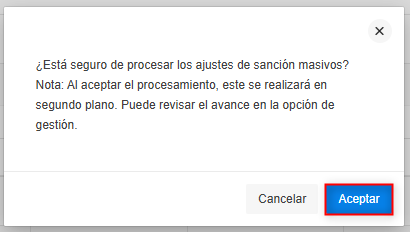 ¿Está seguro de procesar los ajustes de sanción masivos?
Nota: Al aceptar el procesamiento, este se realizará en
segundo plano. Puede revisar el avance en la opción de
gestión.
Cancelar
Aceptar